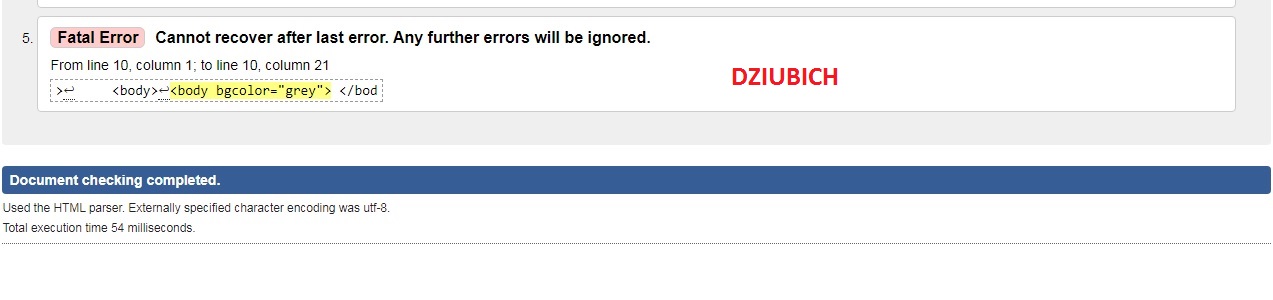 5. Fatal Error Cannot recover after last error. Any further errors will be ignored.
From line 10, column 1; to line 10, column 21
DZIUBICH
>↩ <body>↩<body bgcolor="grey"> </bod
Document checking completed.
Used the HTML parser. Externally specified character encoding was utf-8.
Total execution time 54 milliseconds.